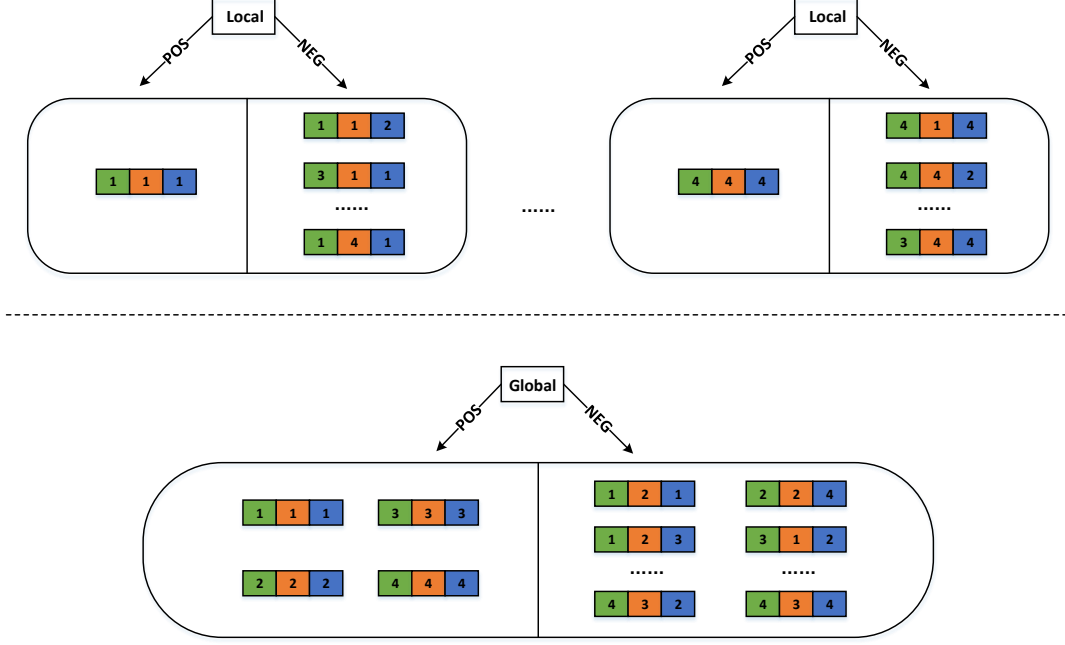 Local
POS
NEG
1 1 1
1 1 2
3 1 1
......
1 4 1
......
Local
POS
NEG
4 4 4
4 1 4
4 4 2
......
3 4 4
Global
POS
NEG
1 1 1
3 3 3
2 2 2
4 4 4
1 2 1
2 2 4
1 2 3
3 1 2
......
......
4 3 2
4 3 4